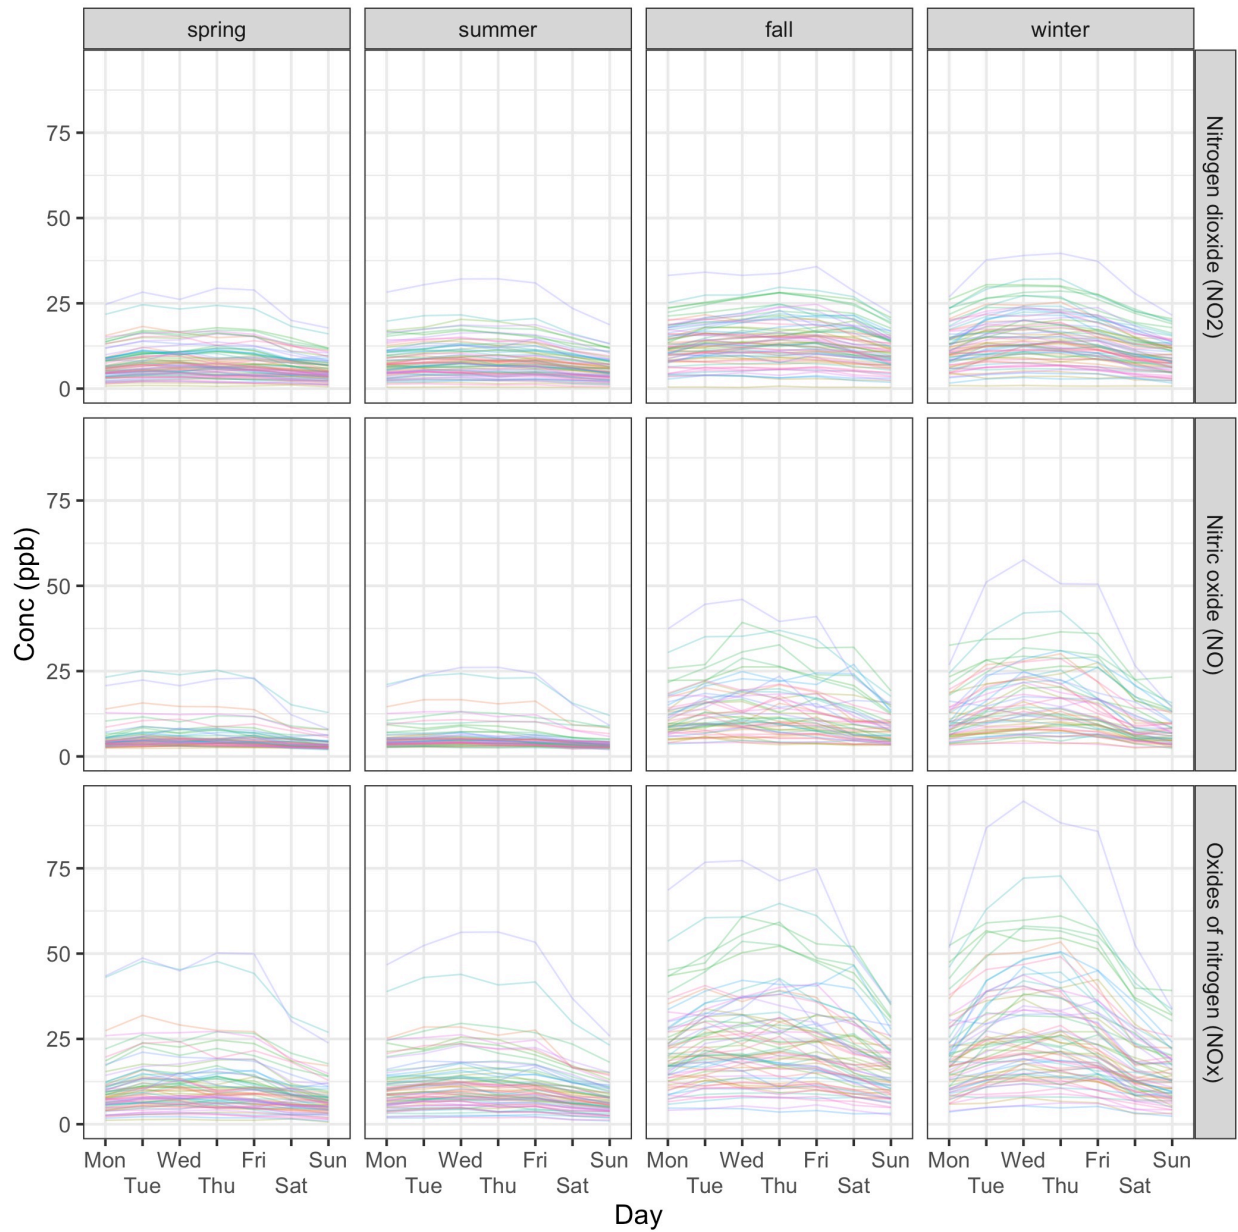 spring summer fall winter
75
50
25
0
Nitrogen dioxide (NO2)
75
50
25
0
Nitric oxide (NO)
Conc (ppb)
75
50
25
0
Oxides of nitrogen (NOx)
Mon Wed Fri Sun Mon Wed Fri Sun Mon Wed Fri Sun Mon Wed Fri Sun
Tue Thu Sat Tue Thu Sat Tue Thu Sat Tue Thu Sat
Day